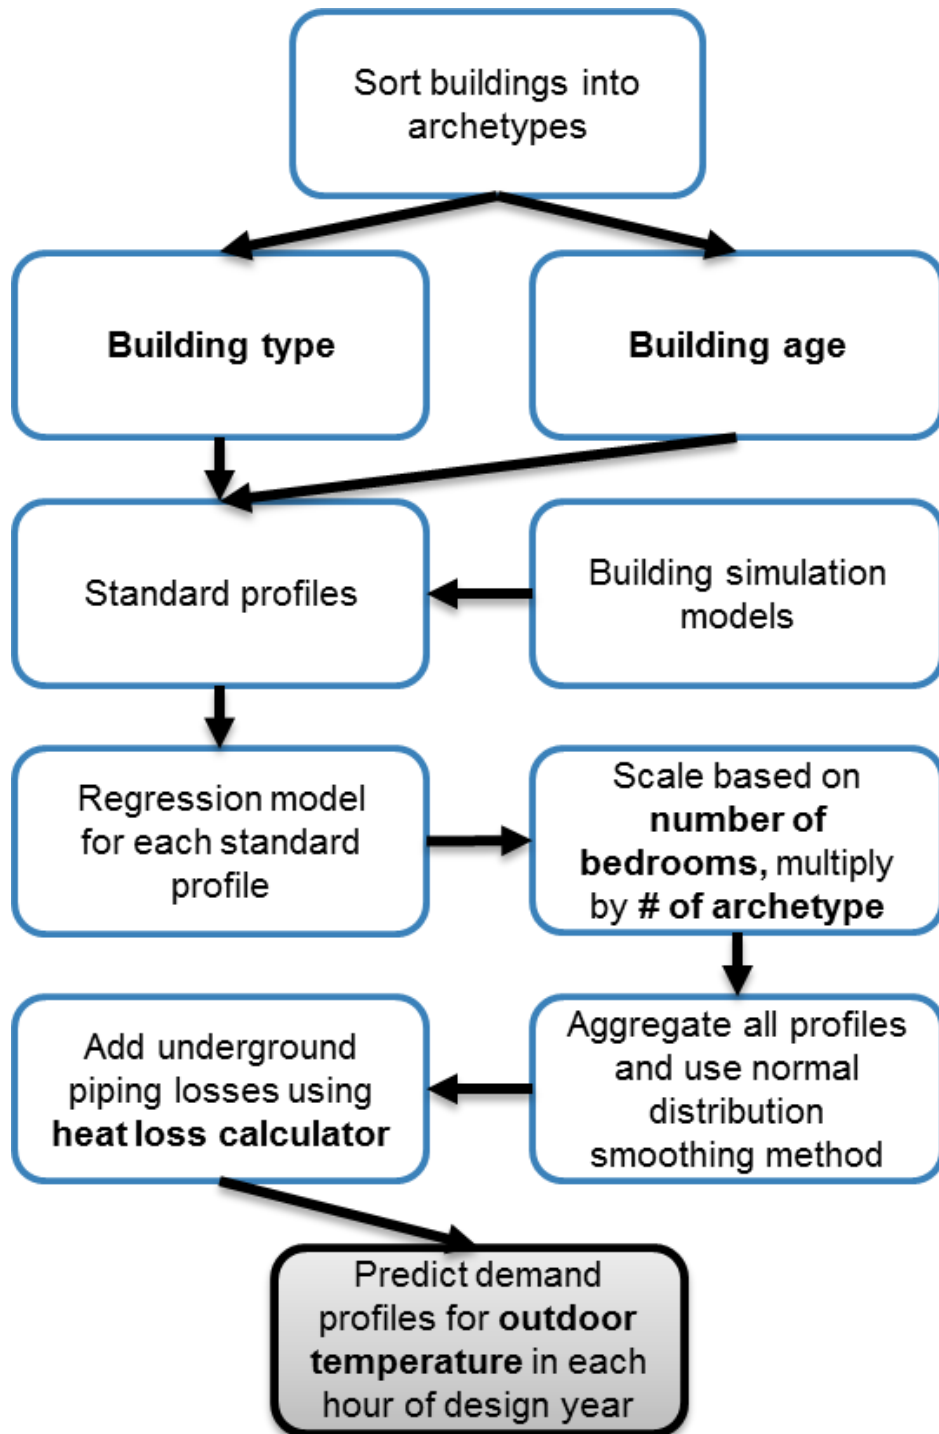 Sort buildings into
archetypes
Building type
Building age
Standard profiles
Building simulation
models
Regression model
for each standard
profile
Scale based on
number of
bedrooms, multiply
by # of archetype
Add underground
piping losses using
heat loss calculator
Aggregate all profiles
and use normal
distribution
smoothing method
Predict demand
profiles for outdoor
temperature in each
hour of design year